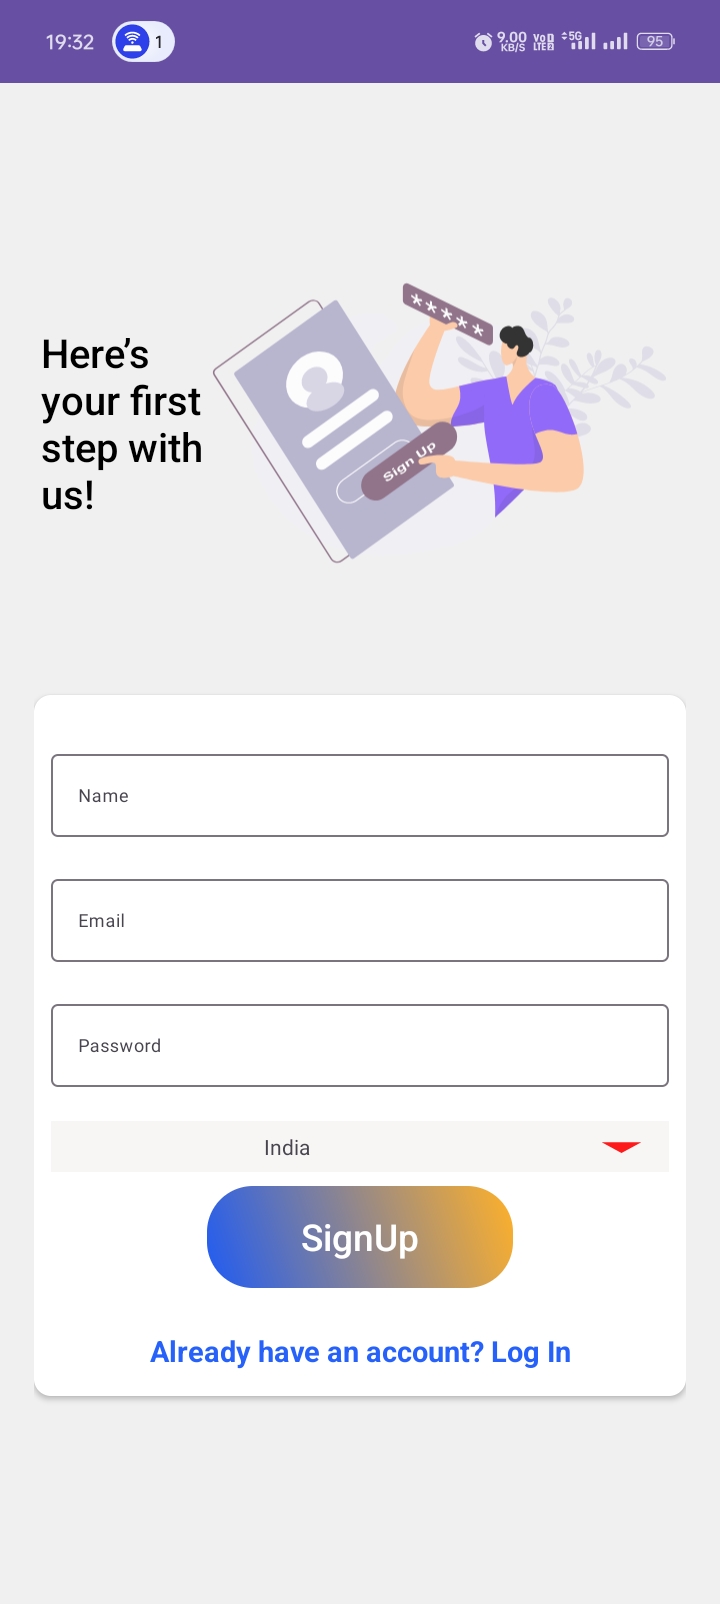 19:32 1 9.00 KB/S Vo LTE 2 5G 95
Here’s
your first
step with
us!
*****
Sign Up
Name
Email
Password
India
SignUp
Already have an account? Log In